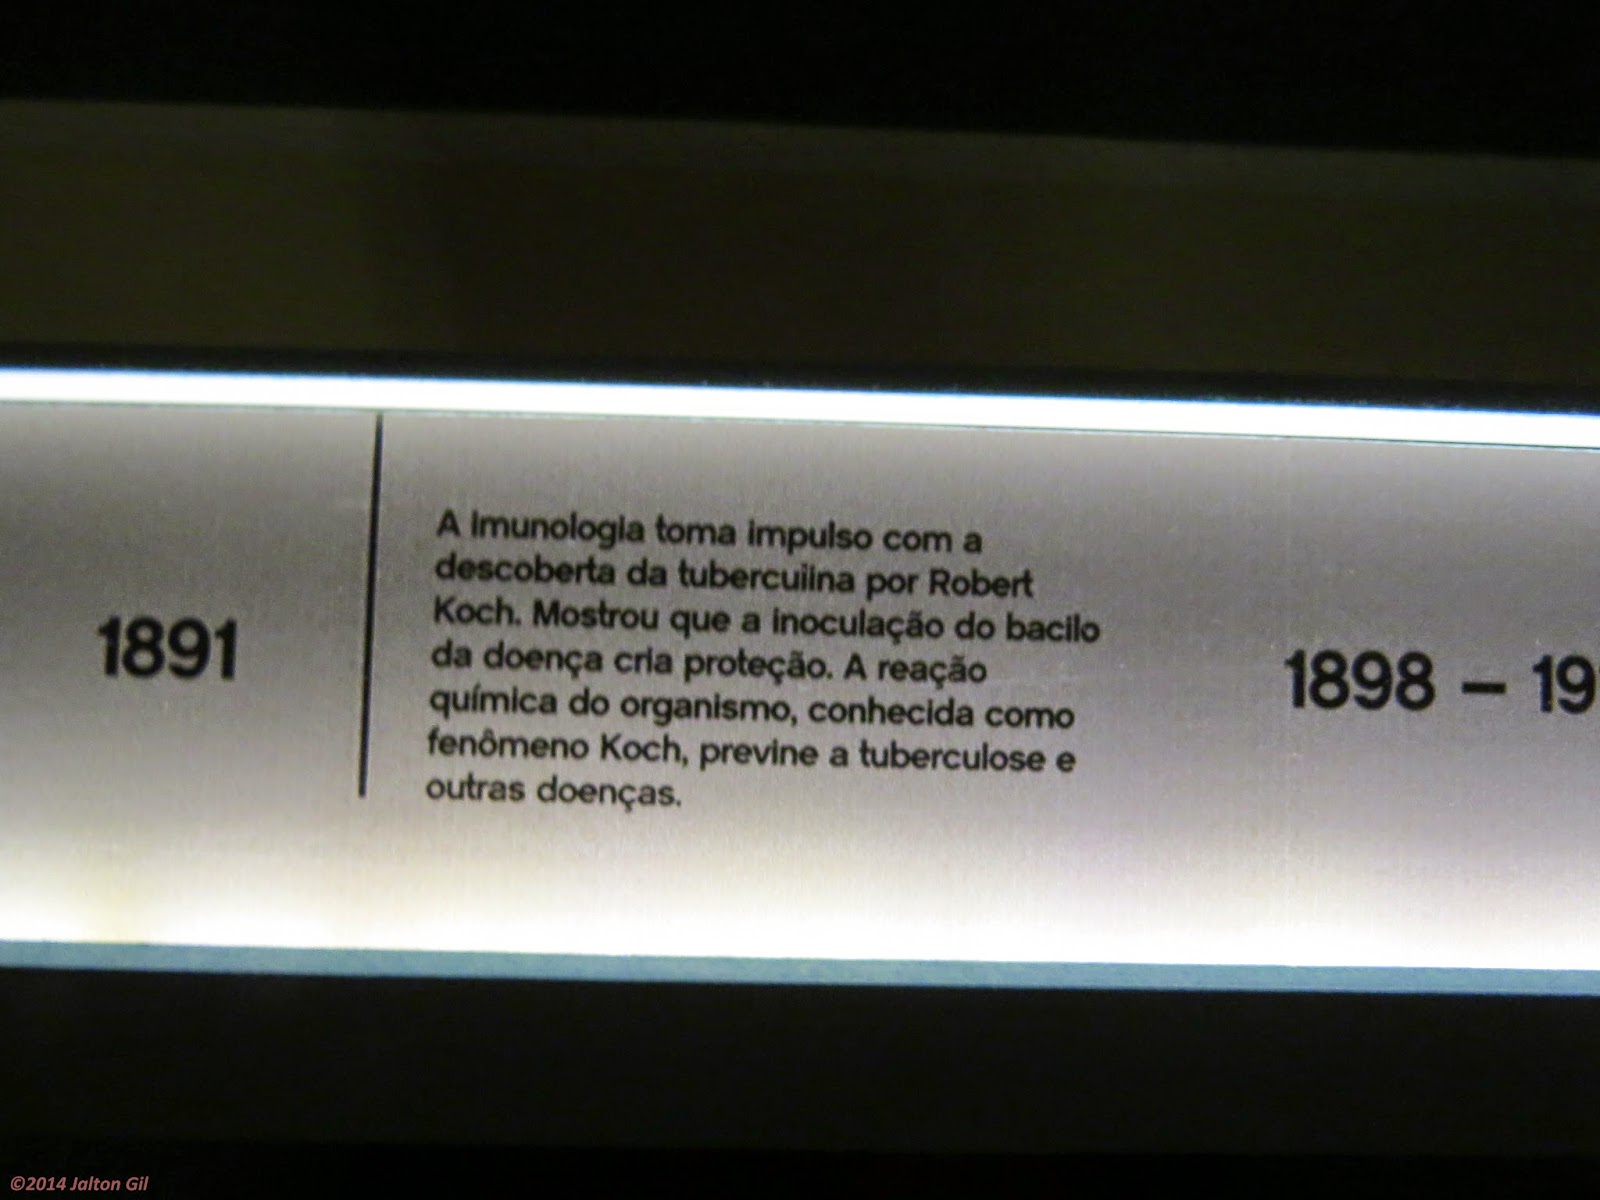 1891
A imunologia toma impulso com a
descoberta da tuberculina por Robert
Koch. Mostrou que a inoculação do bacilo
da doença cria proteção. A reação
química do organismo, conhecida como
fenômeno Koch, previne a tuberculose e
outras doenças.
1898 – 19
©2014 Jalton Gil